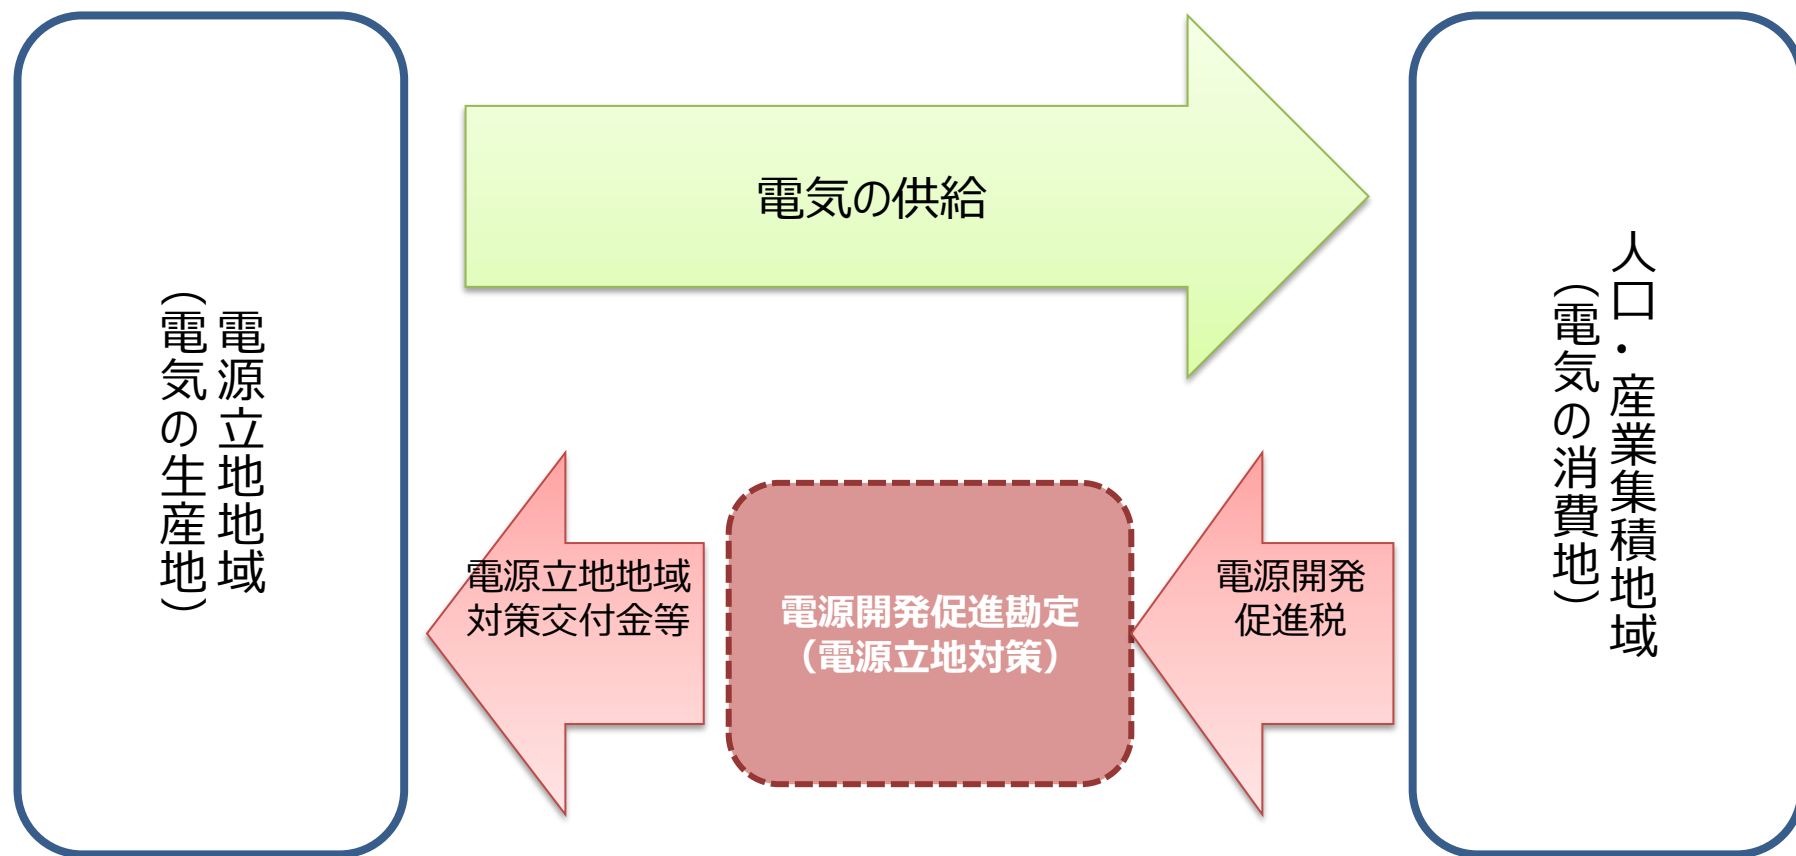 電源立地地域
（電気の生産地）
電気の供給
人口・産業集積地域
（電気の消費地）
電源立地地域
対策交付金等
電源開発促進勘定
（電源立地対策）
電源開発
促進税